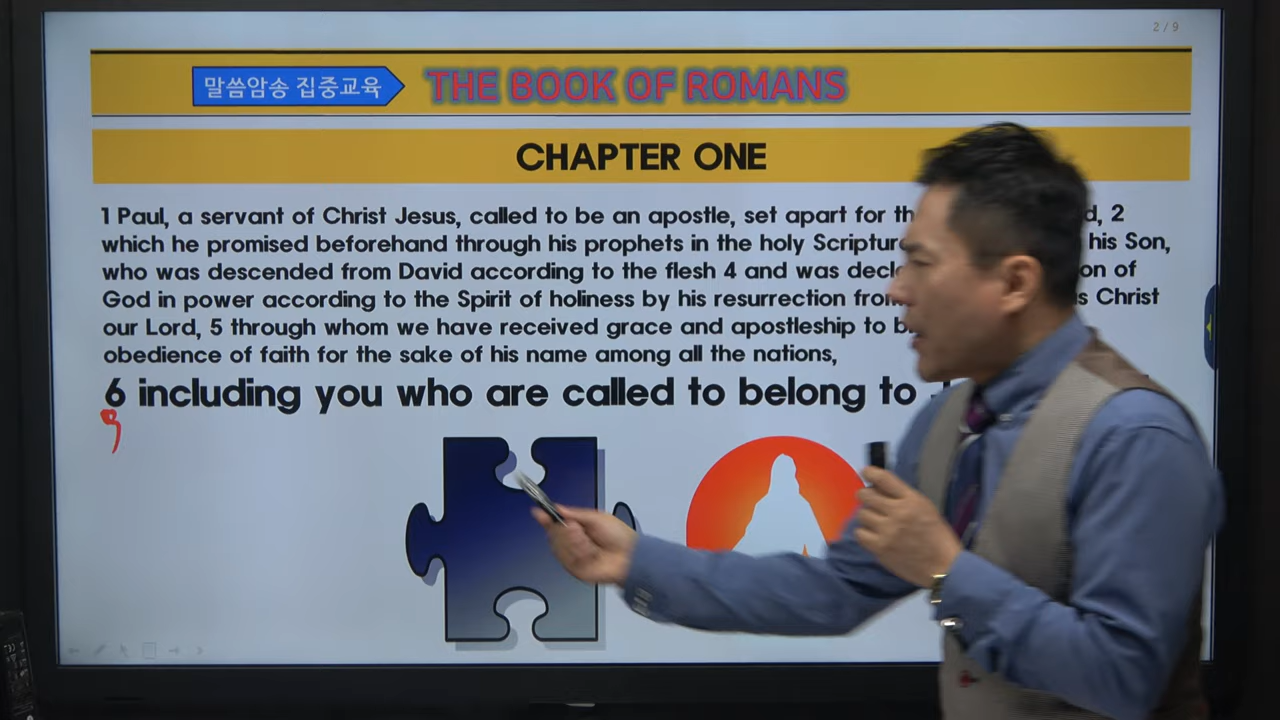 2 / 9
말씀암송 집중교육
THE BOOK OF ROMANS
CHAPTER ONE
1 Paul, a servant of Christ Jesus, called to be an apostle, set apart for 2
which he promised beforehand through his prophets in the holy his Son,
who was descended from David according to the flesh 4 and was of
God in power according to the Spirit of holiness by his resurrection Christ
our Lord, 5 through whom we have received grace and apostleship to
obedience of faith for the sake of his name among all the nations,
6 including you who are called to belong to